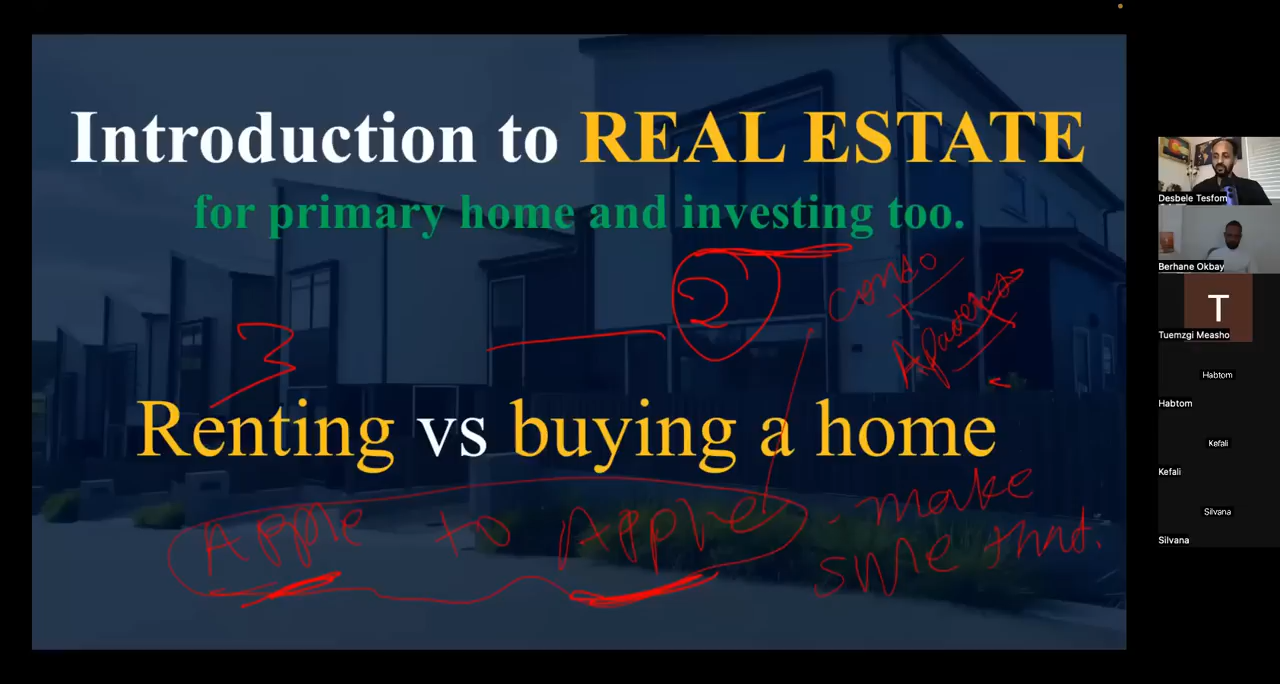 Introduction to REAL ESTATE
for primary home and investing too.
2
Condo
3
Renting vs buying a home
Apple to Apple - make
sure that.
Desbele Tesfom
Berhane Okbay
T
Tuemzgi Measho
Habtom
Habtom
Kefali
Kefali
Silvana
Silvana